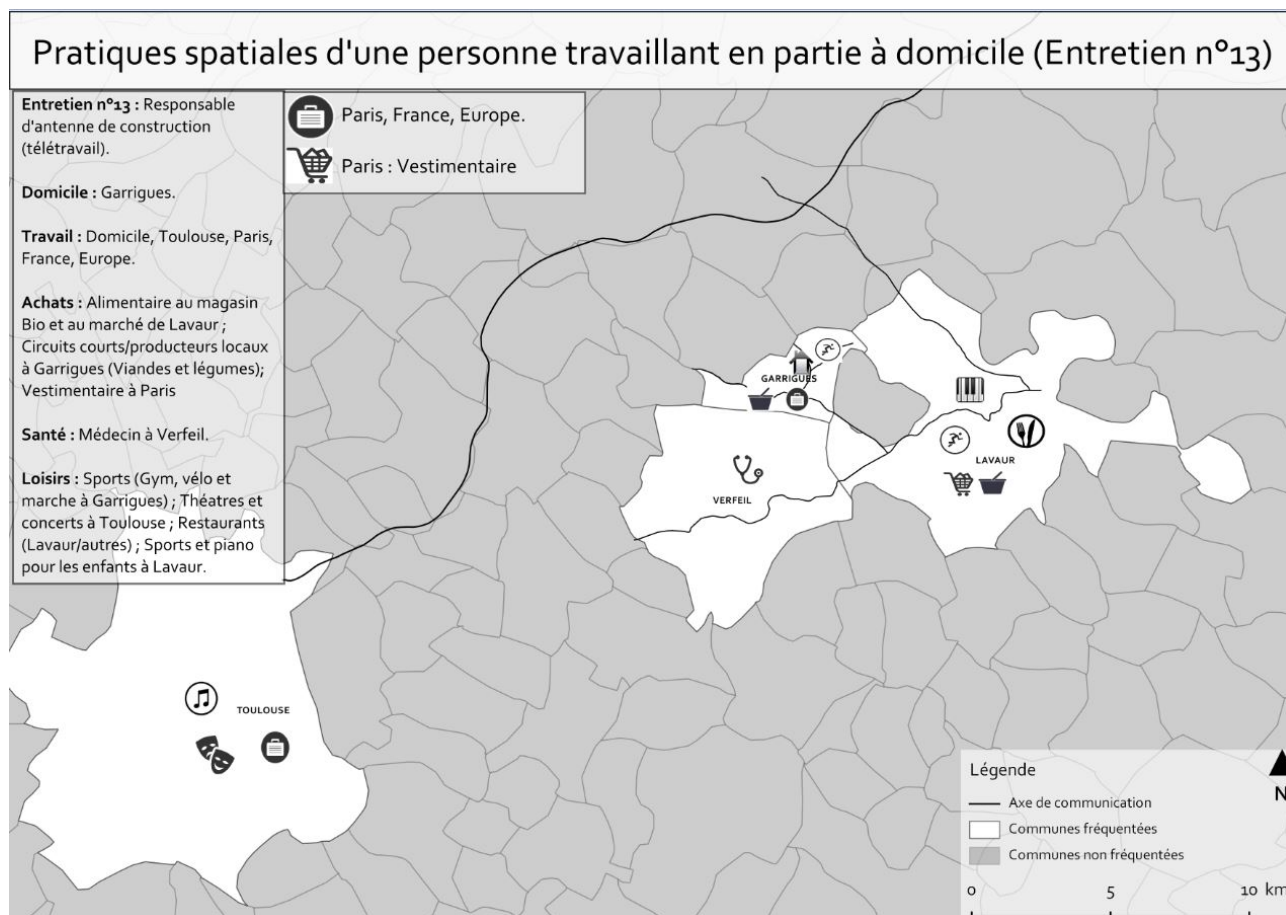 Pratiques spatiales d'une personne travaillant en partie à domicile (Entretien n°13)
Entretien n°13 : Responsable
d'antenne de construction
(télétravail).
Domicile : Garrigues.
Travail : Domicile, Toulouse, Paris,
France, Europe.
Achats : Alimentaire au magasin
Bio et au marché de Lavaur ;
Circuits courts/producteurs locaux
à Garrigues (Viandes et légumes);
Vestimentaire à Paris
Santé : Médecin à Verfeil.
Loisirs : Sports (Gym, vélo et
marche à Garrigues) ; Théatres et
concerts à Toulouse ; Restaurants
(Lavaur/autres) ; Sports et piano
pour les enfants à Lavaur.
Paris, France, Europe.
Paris : Vestimentaire
GARRIGUES
LAVAUR
VERFEIL
TOULOUSE
Légende
Axe de communication
Communes fréquentées
Communes non fréquentées
N
0 5 10 km